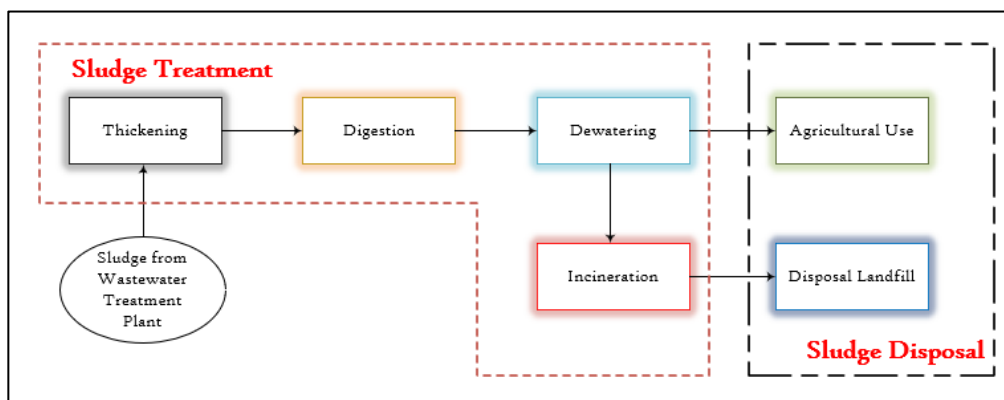 Sludge Treatment
Thickening
Digestion
Dewatering
Agricultural Use
Sludge from
Wastewater
Treatment
Plant
Incineration
Disposal Landfill
Sludge Disposal